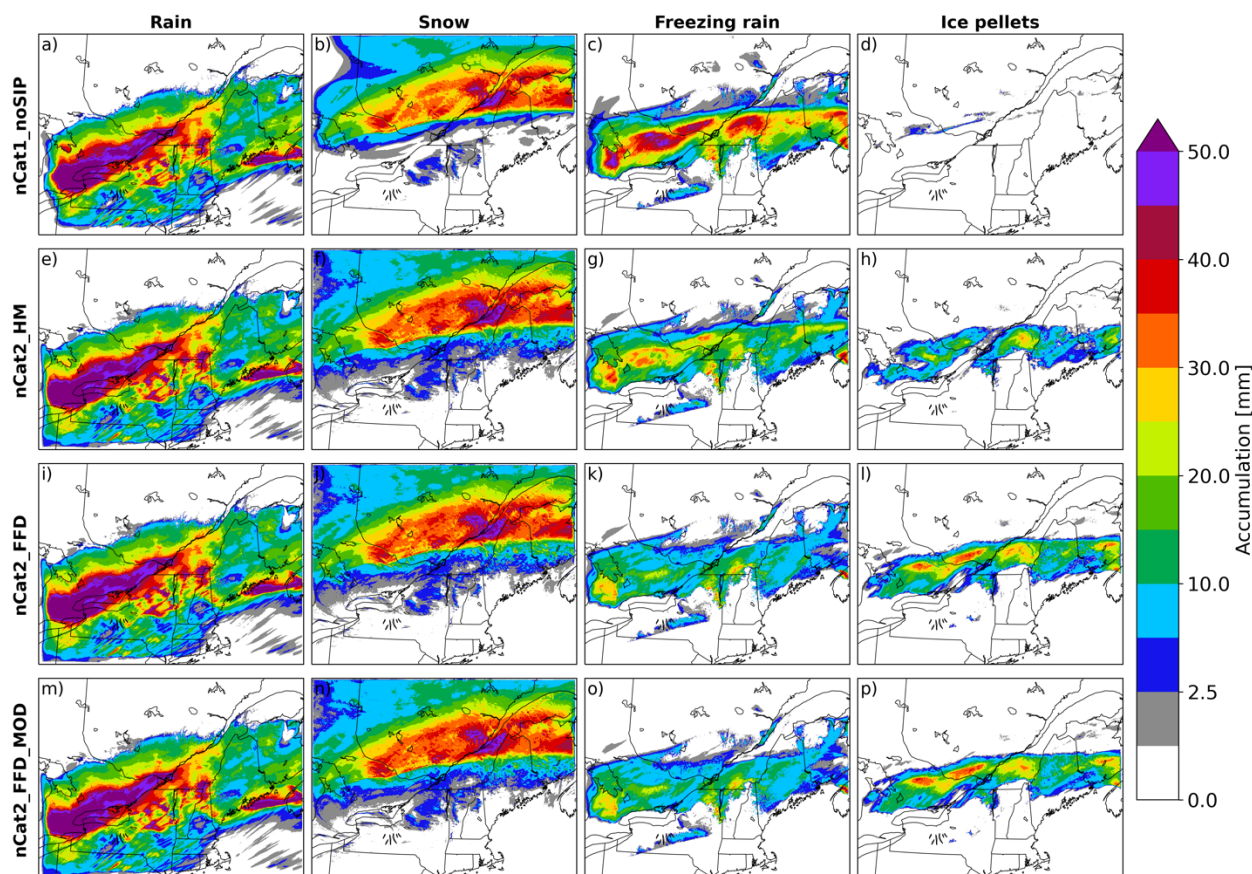 Rain Snow Freezing rain Ice pellets
nCat1_noSIP
a) b) c) d)
nCat2_HM
e) f) g) h)
nCat2_FFD
i) j) k) l)
nCat2_FFD_MOD
m) n) o) p)
50.0
40.0
30.0
20.0
10.0
2.5
0.0
Accumulation [mm]